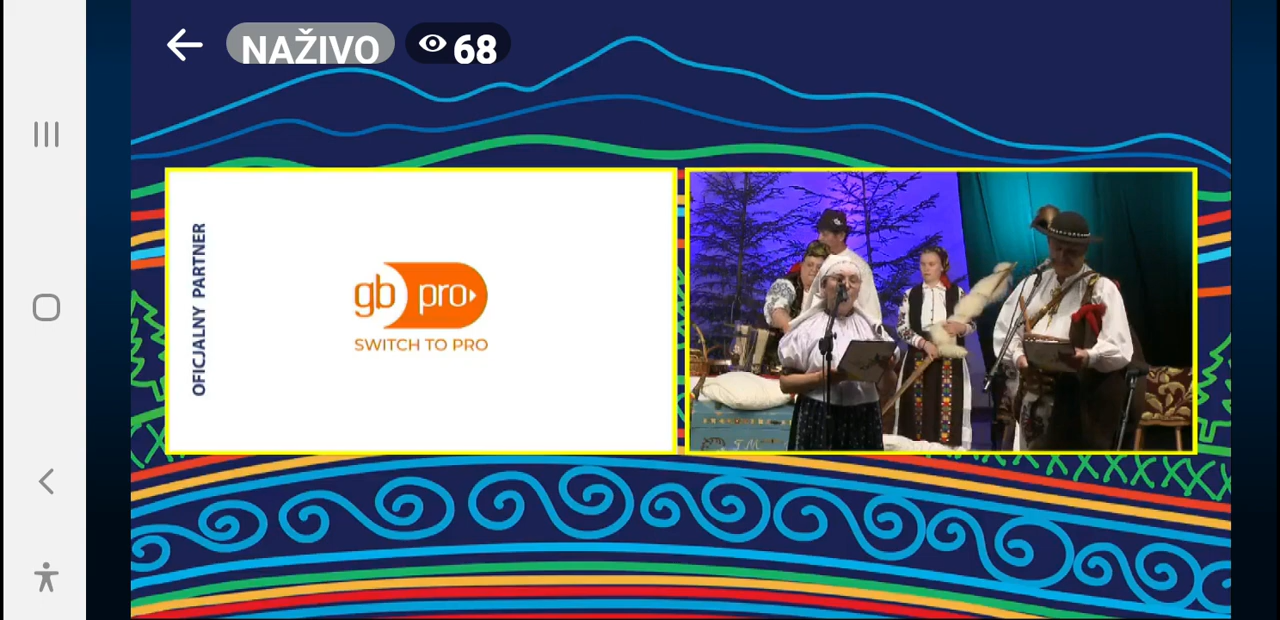 NAŽIVO
68
OFICJALNY PARTNER
gb pro
SWITCH TO PRO